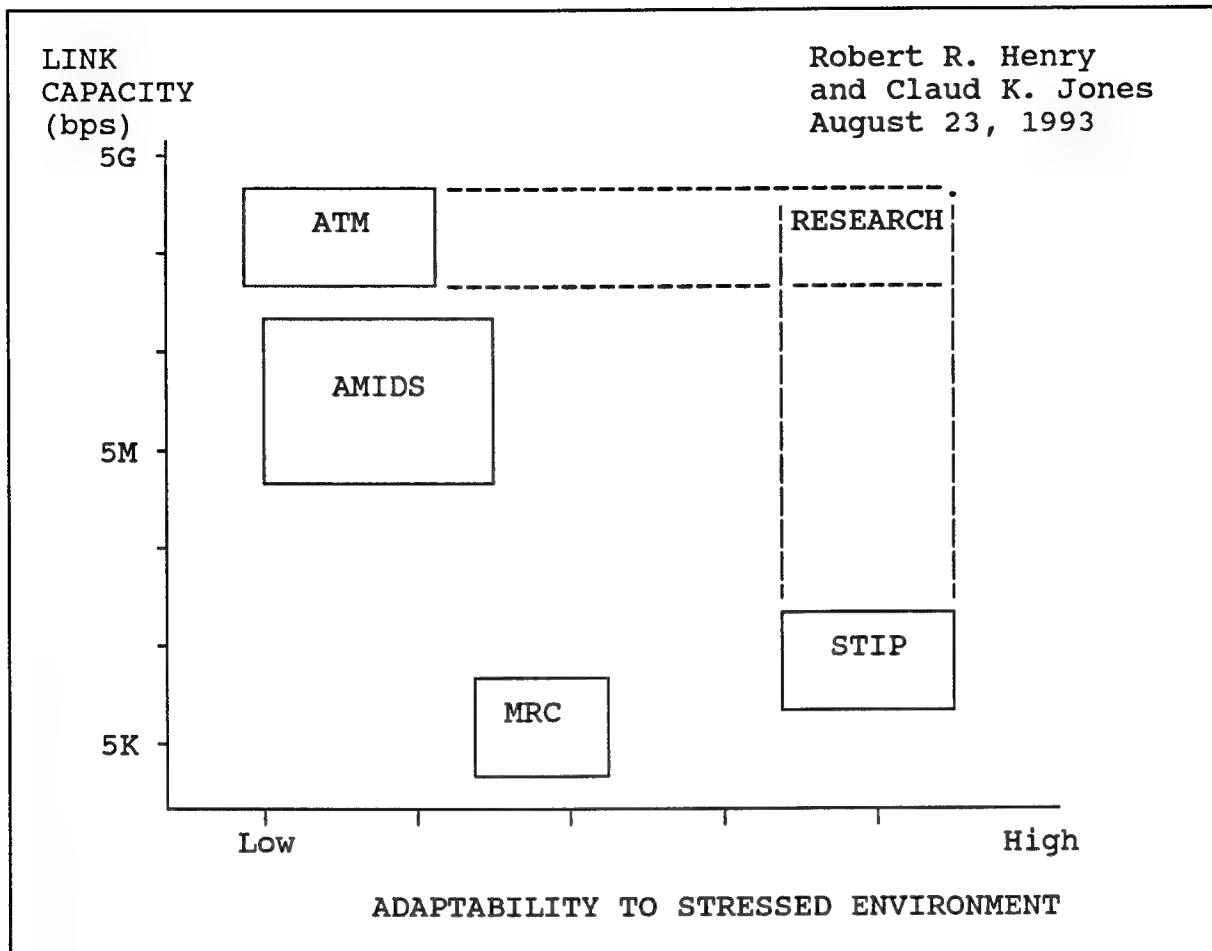 LINK
CAPACITY
(bps)
Robert R. Henry
and Claud K. Jones
August 23, 1993
5G
ATM
RESEARCH
AMIDS
5M
STIP
MRC
5K
Low
High
ADAPTABILITY TO STRESSED ENVIRONMENT